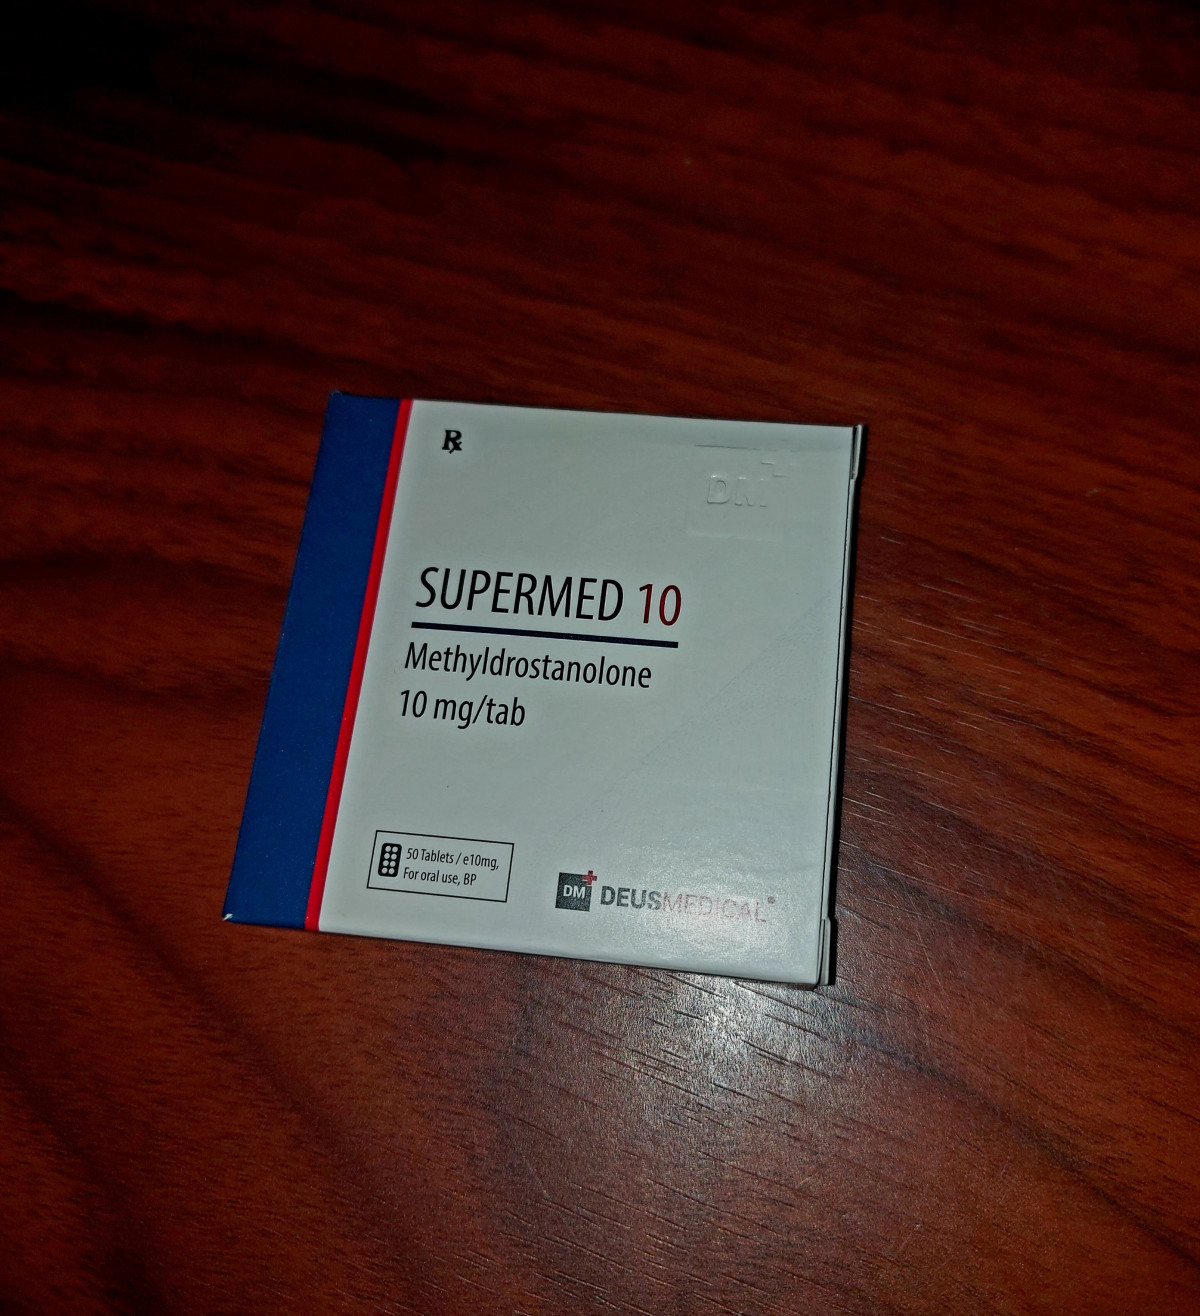 ℞
DM
SUPERMED 10
Methyldrostanolone
10 mg/tab
50 Tablets / e10mg,
For oral use, BP
DM DEUSMEDICAL®